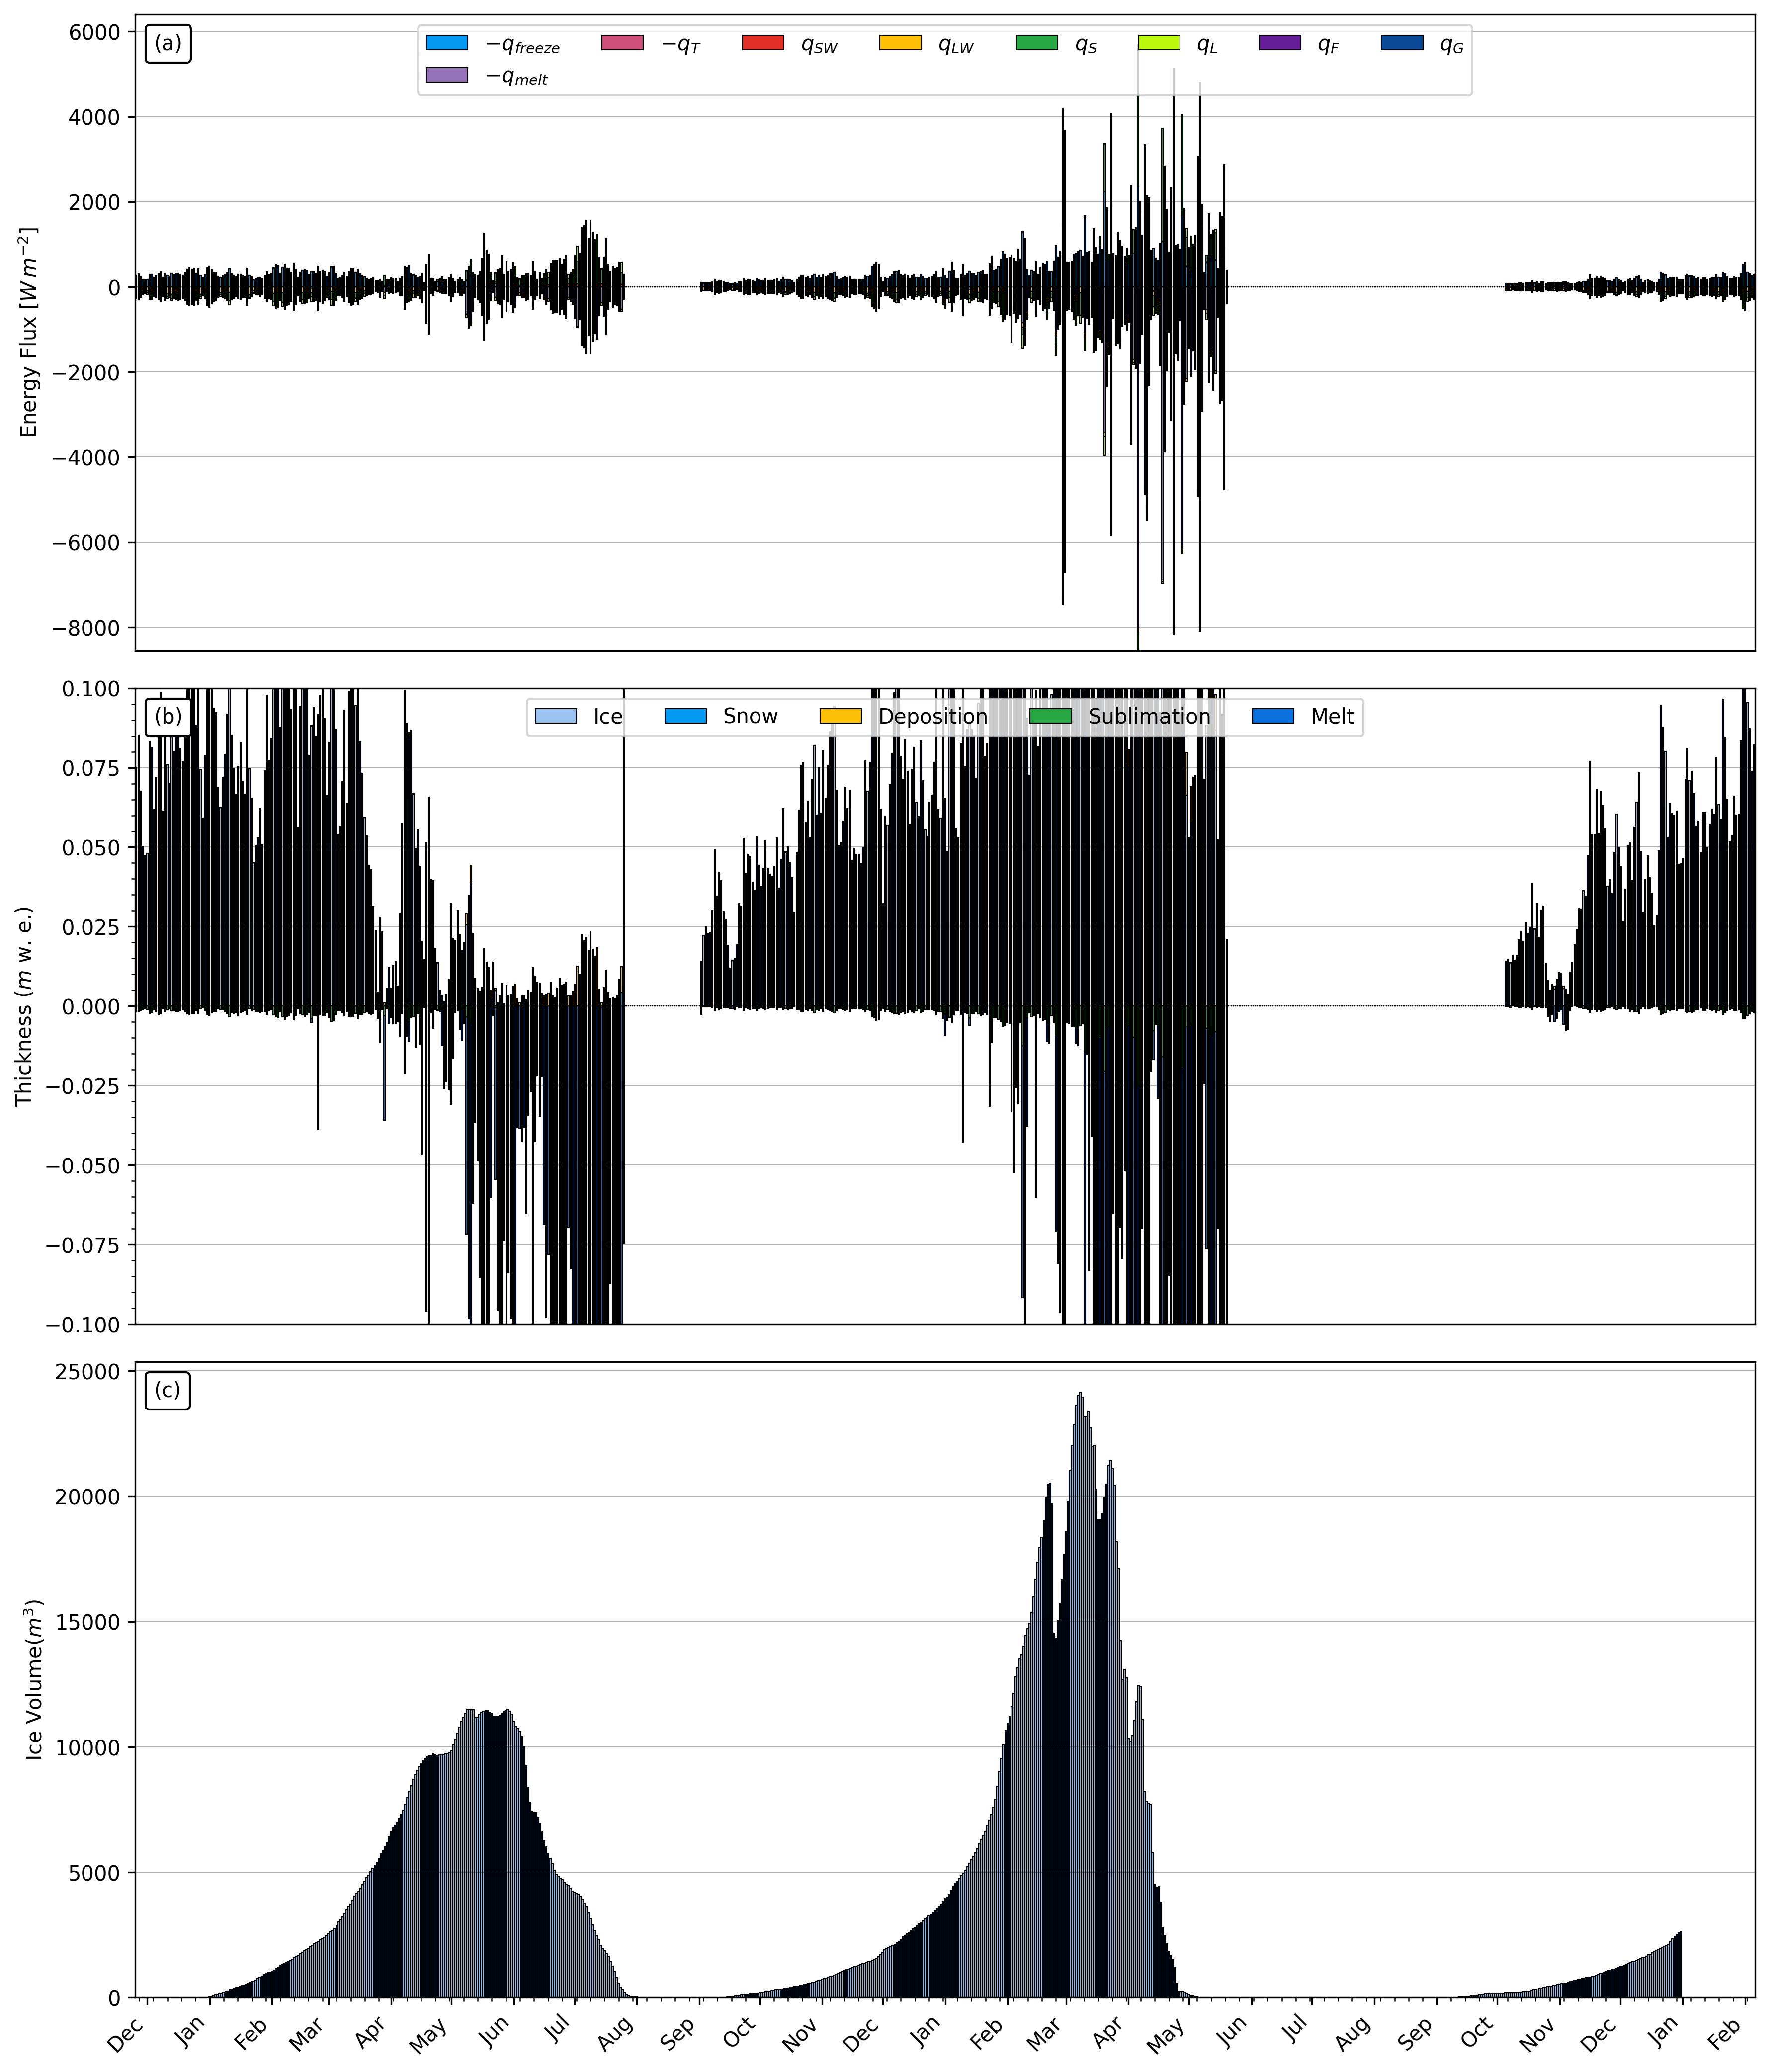 (a)
−q_freeze −q_T q_SW q_LW q_S q_L q_F q_G
−q_melt
6000
4000
2000
0
−2000
−4000
−6000
−8000
Energy Flux [W m⁻²]
(b)
Ice Snow Deposition Sublimation Melt
0.100
0.075
0.050
0.025
0.000
−0.025
−0.050
−0.075
−0.100
Thickness (m w. e.)
(c)
25000
20000
15000
10000
5000
0
Ice Volume(m³)
Dec Jan Feb Mar Apr May Jun Jul Aug Sep Oct Nov Dec Jan Feb Mar Apr May Jun Jul Aug Sep Oct Nov Dec Jan Feb